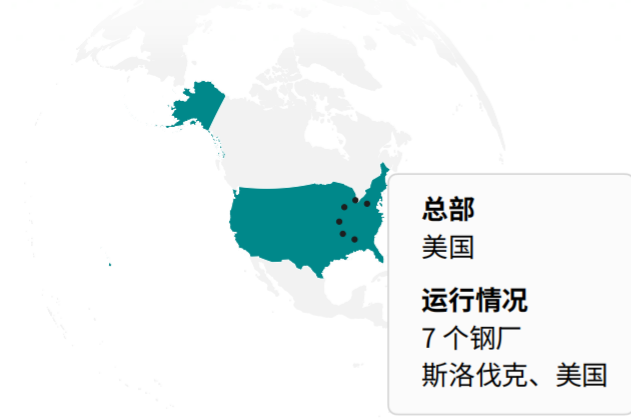 总部
美国
运行情况
7 个钢厂
斯洛伐克、美国